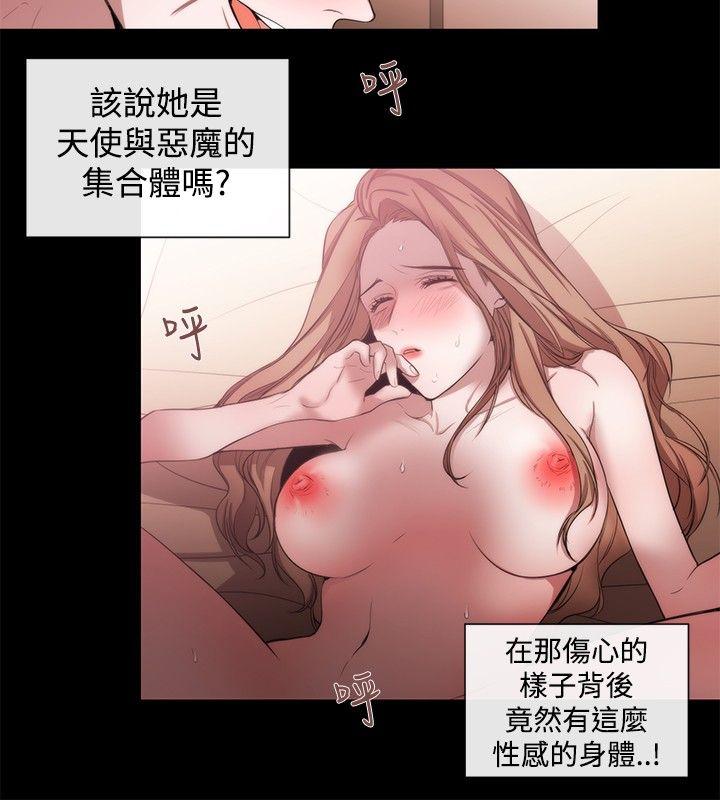 呼
該說她是
天使與惡魔的
集合體嗎?
呼
呼
在那傷心的
樣子背後
竟然有這麼
性感的身體..!